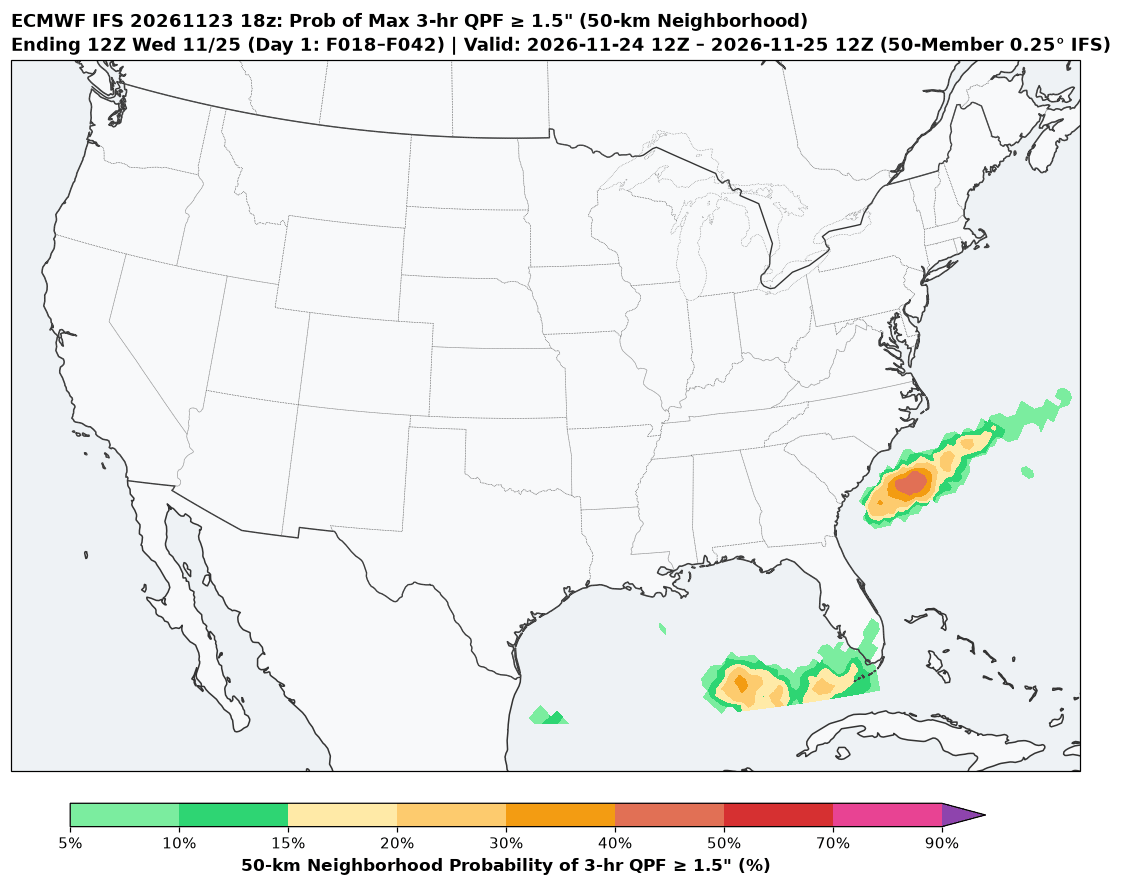 ECMWF IFS 20261123 18z: Prob of Max 3-hr QPF ≥ 1.5" (50-km Neighborhood)
Ending 12Z Wed 11/25 (Day 1: F018–F042) | Valid: 2026-11-24 12Z – 2026-11-25 12Z (50-Member 0.25° IFS)
5% 10% 15% 20% 30% 40% 50% 70% 90%
50-km Neighborhood Probability of 3-hr QPF ≥ 1.5" (%)